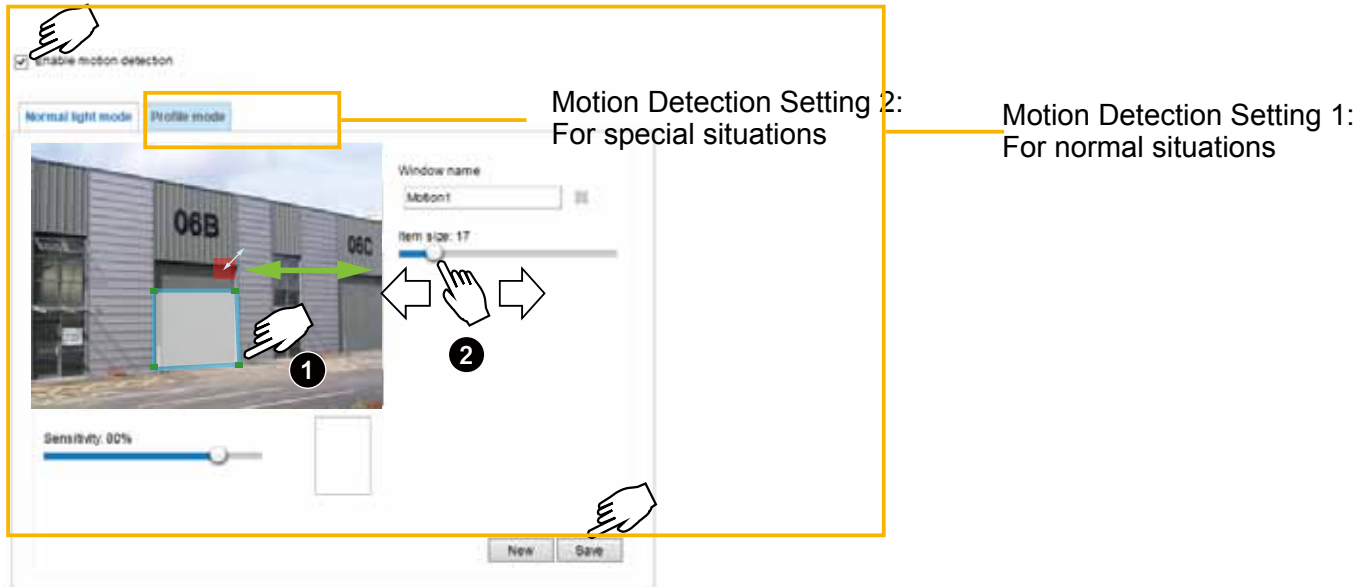 Enable motion detection
Normal light mode
Profile mode
Motion Detection Setting 2:
For special situations
Motion Detection Setting 1:
For normal situations
Window name
Motion1
Item size: 17
06B
06C
1
2
Sensitivity: 80%
New
Save